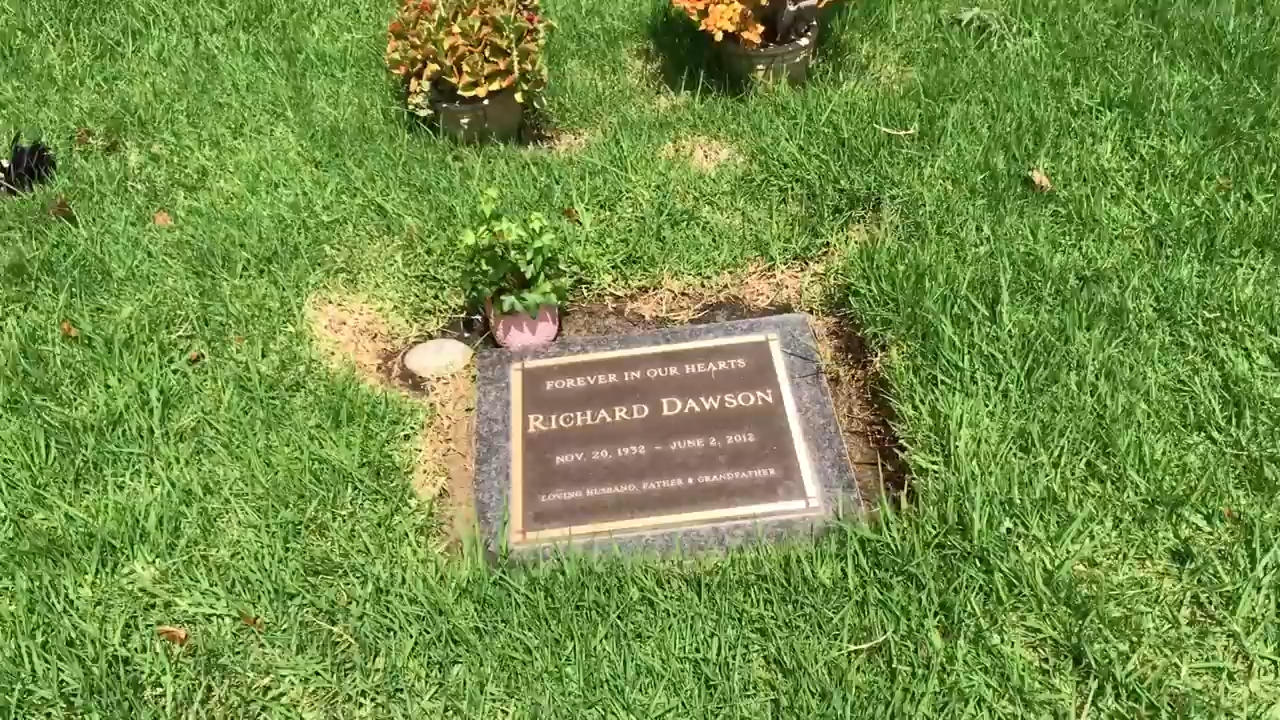 FOREVER IN OUR HEARTS
RICHARD DAWSON
NOV. 20, 1932 – JUNE 2, 2012
LOVING HUSBAND, FATHER & GRANDFATHER